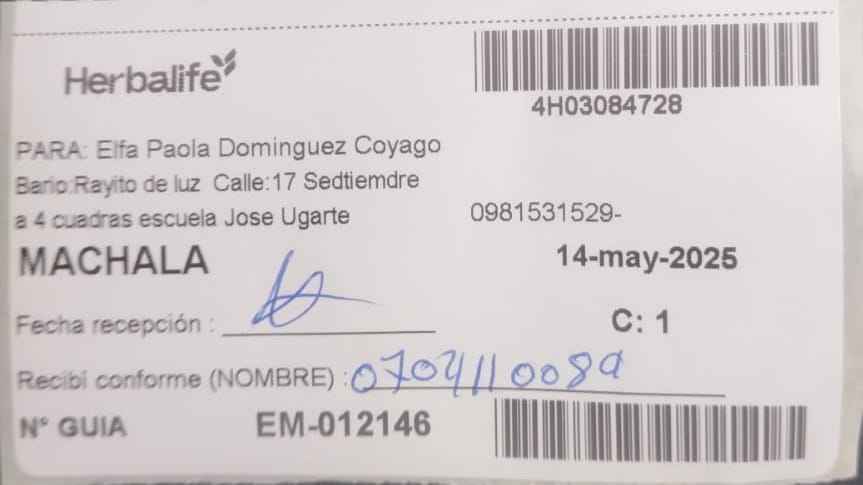 Herbalife
4H03084728
PARA: Elfa Paola Dominguez Coyago
Bario:Rayito de luz Calle:17 Sedtiemdre
a 4 cuadras escuela Jose Ugarte 0981531529-
MACHALA 14-may-2025
Fecha recepción :
C: 1
Recibi conforme (NOMBRE) : 0704110089
N° GUIA EM-012146